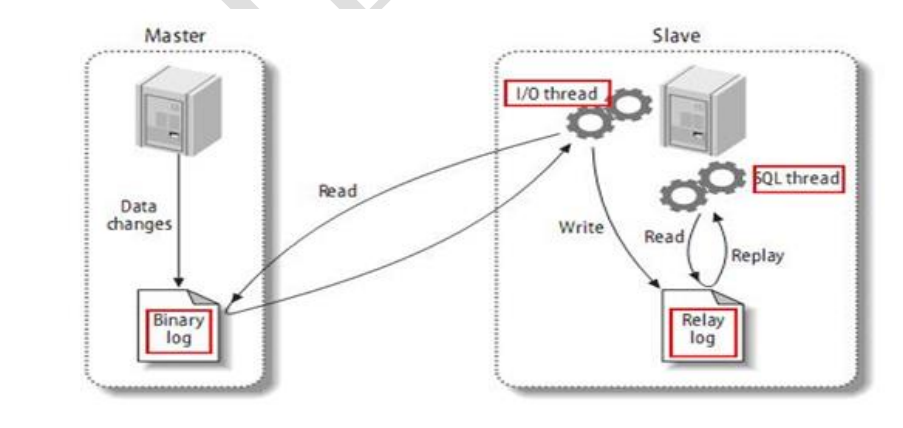 Master
Slave
I/O thread
SQL thread
Read
Data
changes
Write
Read
Replay
Binary
log
Relay
log